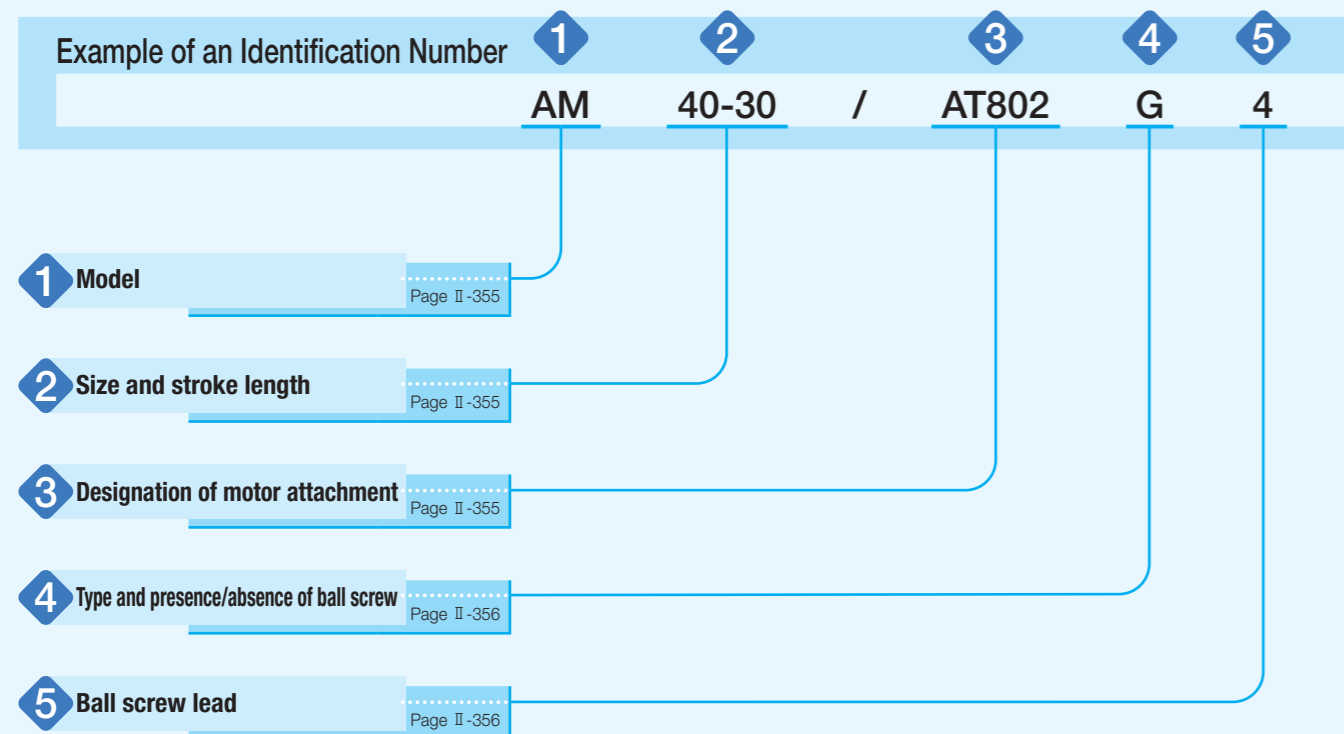 1 2 3 4 5
Example of an Identification Number
AM 40-30 / AT802 G 4
1 Model
Page Ⅱ-355
2 Size and stroke length
Page Ⅱ-355
3 Designation of motor attachment
Page Ⅱ-355
4 Type and presence/absence of ball screw
Page Ⅱ-356
5 Ball screw lead
Page Ⅱ-356